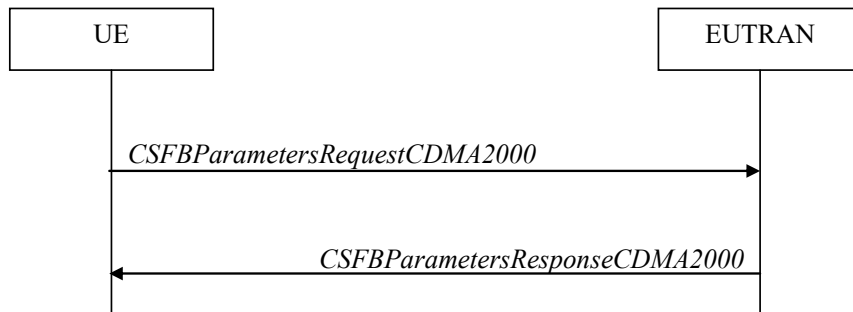 UE
EUTRAN
CSFBParametersRequestCDMA2000
CSFBParametersResponseCDMA2000